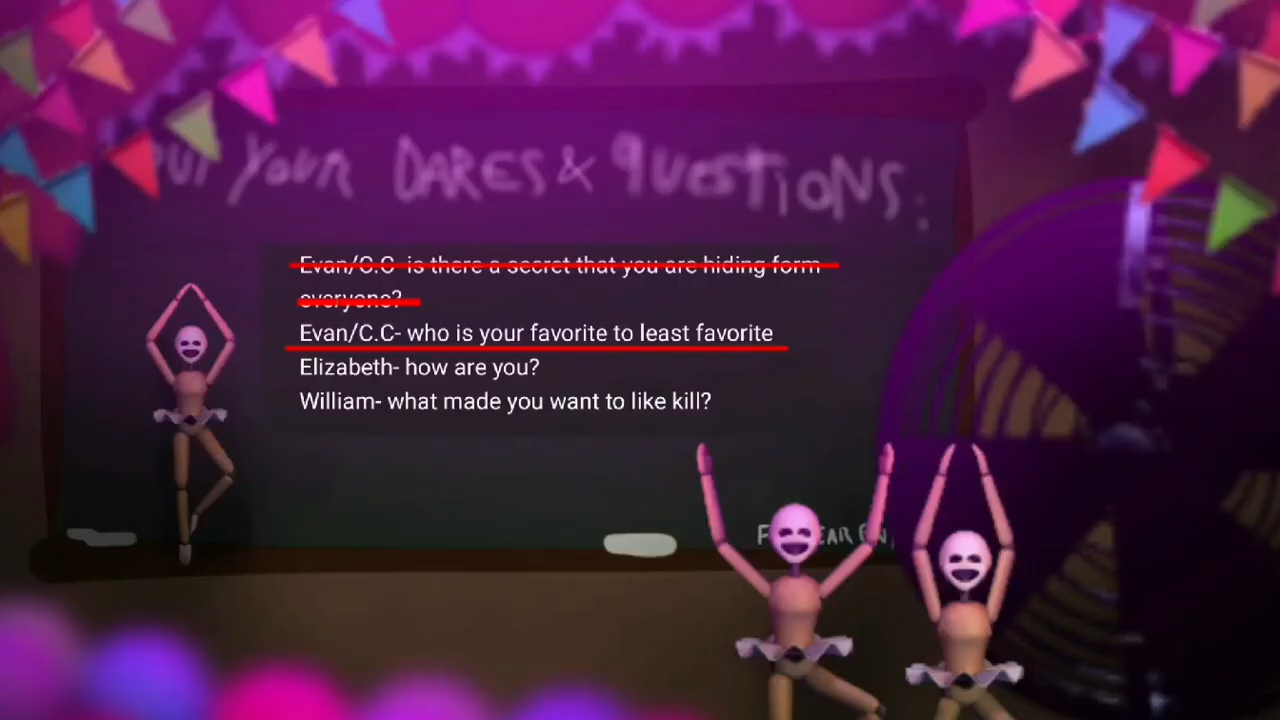 PUT YOUR DARES & QUESTIONS:
Evan/C.C- is there a secret that you are hiding form
everyone?
Evan/C.C- who is your favorite to least favorite
Elizabeth- how are you?
William- what made you want to like kill?